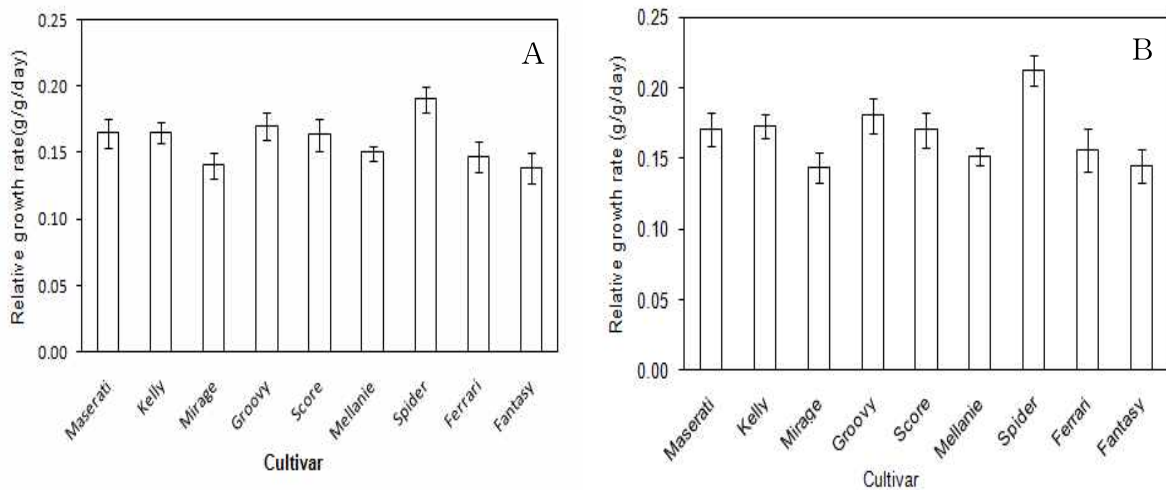 A
Relative growth rate(g/g/day)
0.25
0.20
0.15
0.10
0.05
0.00
Maserati
Kelly
Mirage
Groovy
Score
Mellanie
Spider
Ferrari
Fantasy
Cultivar
B
Relative growth rate (g/g/day)
0.25
0.20
0.15
0.10
0.05
0.00
Maserati
Kelly
Mirage
Groovy
Score
Mellanie
Spider
Ferrari
Fantasy
Cultivar